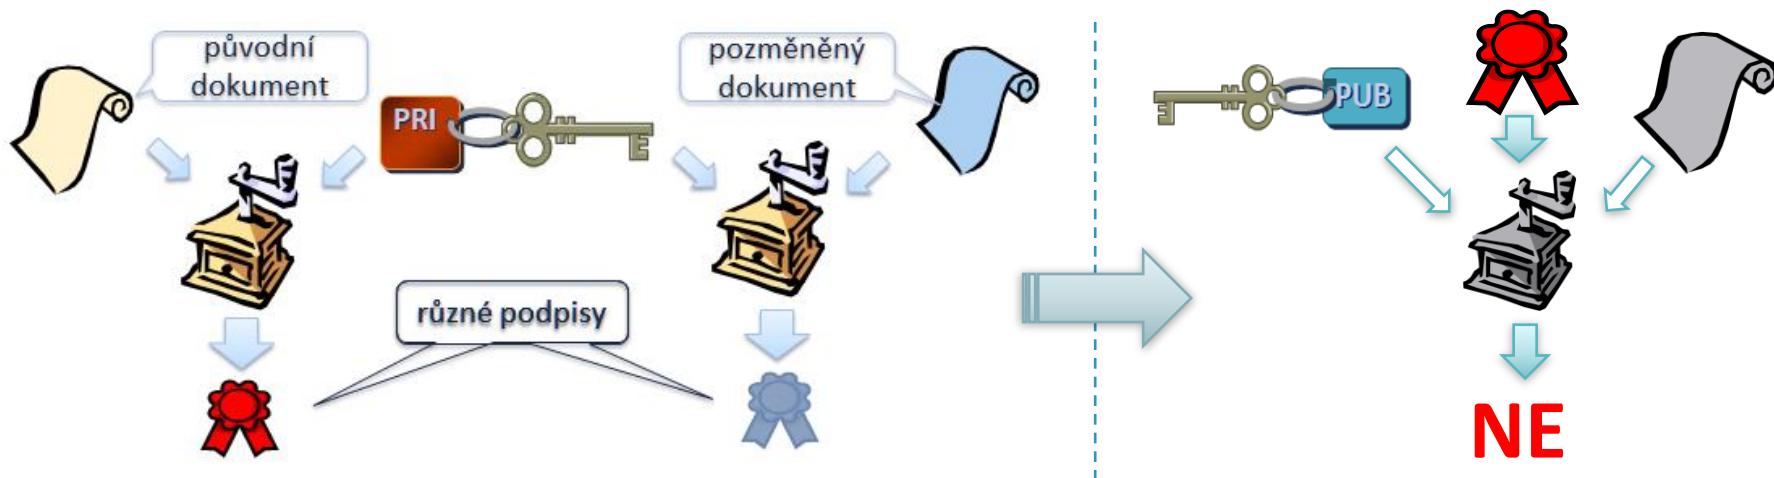 původní
dokument
PRI
pozměněný
dokument
PUB
různé podpisy
NE